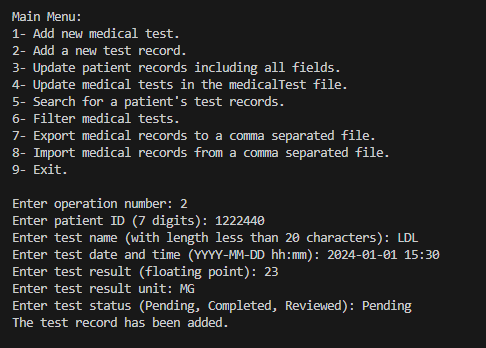 Main Menu:
1- Add new medical test.
2- Add a new test record.
3- Update patient records including all fields.
4- Update medical tests in the medicalTest file.
5- Search for a patient's test records.
6- Filter medical tests.
7- Export medical records to a comma separated file.
8- Import medical records from a comma separated file.
9- Exit.
Enter operation number: 2
Enter patient ID (7 digits): 1222440
Enter test name (with length less than 20 characters): LDL
Enter test date and time (YYYY-MM-DD hh:mm): 2024-01-01 15:30
Enter test result (floating point): 23
Enter test result unit: MG
Enter test status (Pending, Completed, Reviewed): Pending
The test record has been added.